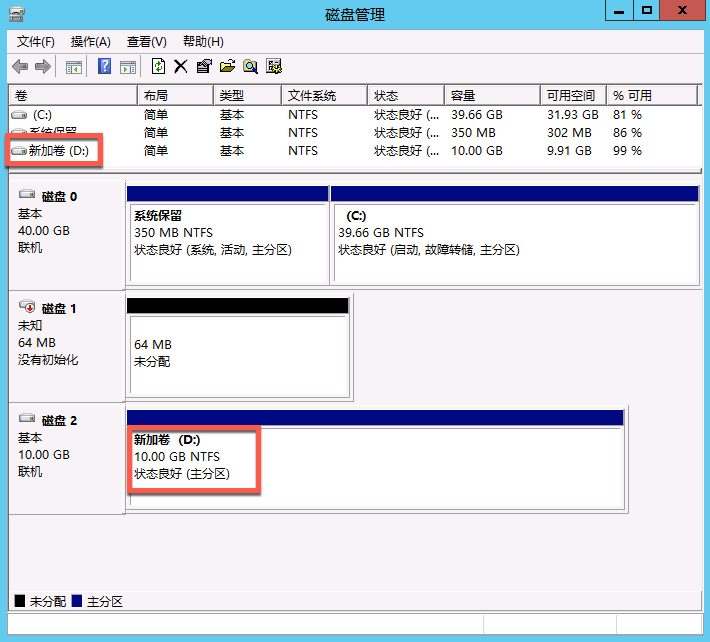 磁盘管理
文件(F) 操作(A) 查看(V) 帮助(H)
卷 布局 类型 文件系统 状态 容量 可用空间 % 可用
(C:) 简单 基本 NTFS 状态良好 (... 39.66 GB 31.93 GB 81 %
系统保留 简单 基本 NTFS 状态良好 (... 350 MB 302 MB 86 %
新加卷 (D:) 简单 基本 NTFS 状态良好 (... 10.00 GB 9.91 GB 99 %
磁盘 0
基本
40.00 GB
联机
系统保留
350 MB NTFS
状态良好 (系统, 活动, 主分区)
(C:)
39.66 GB NTFS
状态良好 (启动, 故障转储, 主分区)
磁盘 1
未知
64 MB
没有初始化
64 MB
未分配
磁盘 2
基本
10.00 GB
联机
新加卷 (D:)
10.00 GB NTFS
状态良好 (主分区)
未分配 主分区